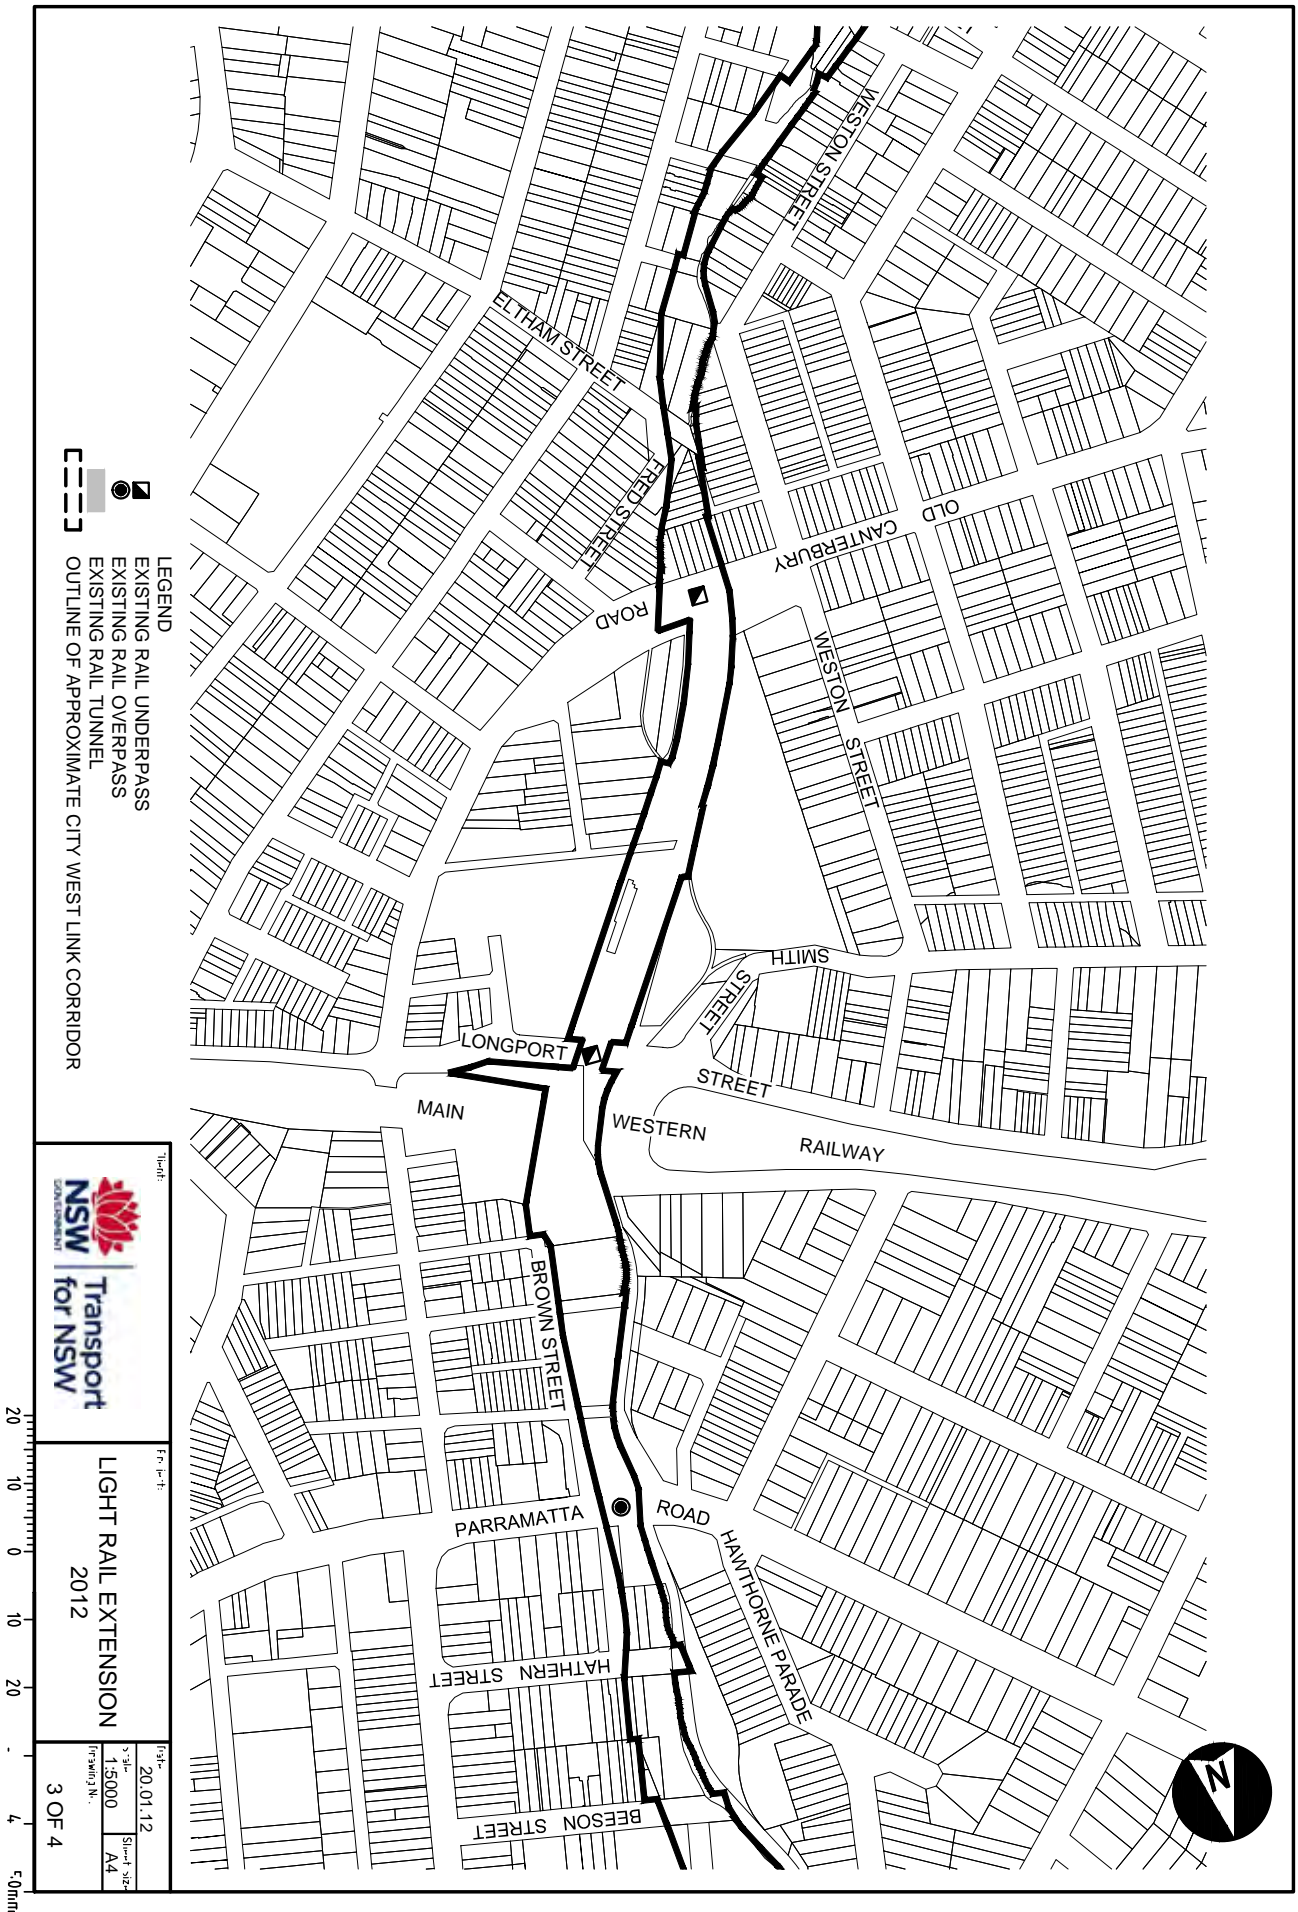 WESTON STREET
ELTHAM STREET
FRED STREET
OLD
CANTERBURY
ROAD
WESTON STREET
SMITH
STREET
LONGPORT
STREET
MAIN
WESTERN
RAILWAY
BROWN STREET
PARRAMATTA
ROAD
HAWTHORNE PARADE
HATHERN STREET
BEESON STREET
N
LEGEND
EXISTING RAIL UNDERPASS
EXISTING RAIL OVERPASS
EXISTING RAIL TUNNEL
OUTLINE OF APPROXIMATE CITY WEST LINK CORRIDOR
NSW
GOVERNMENT
Transport
for NSW
LIGHT RAIL EXTENSION
2012
20.01.12
1:5000
A4
3 OF 4
20 10 0 10 20